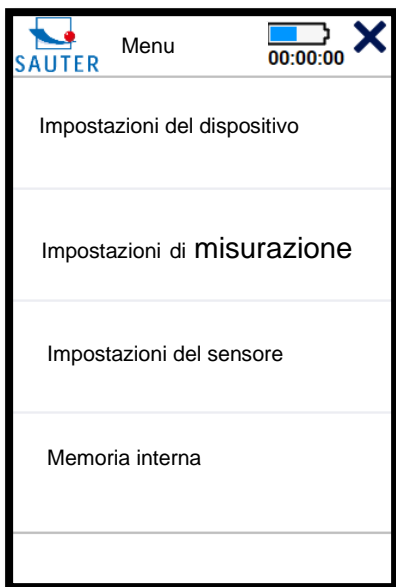 SAUTER
Menu
00:00:00
Impostazioni del dispositivo
Impostazioni di misurazione
Impostazioni del sensore
Memoria interna